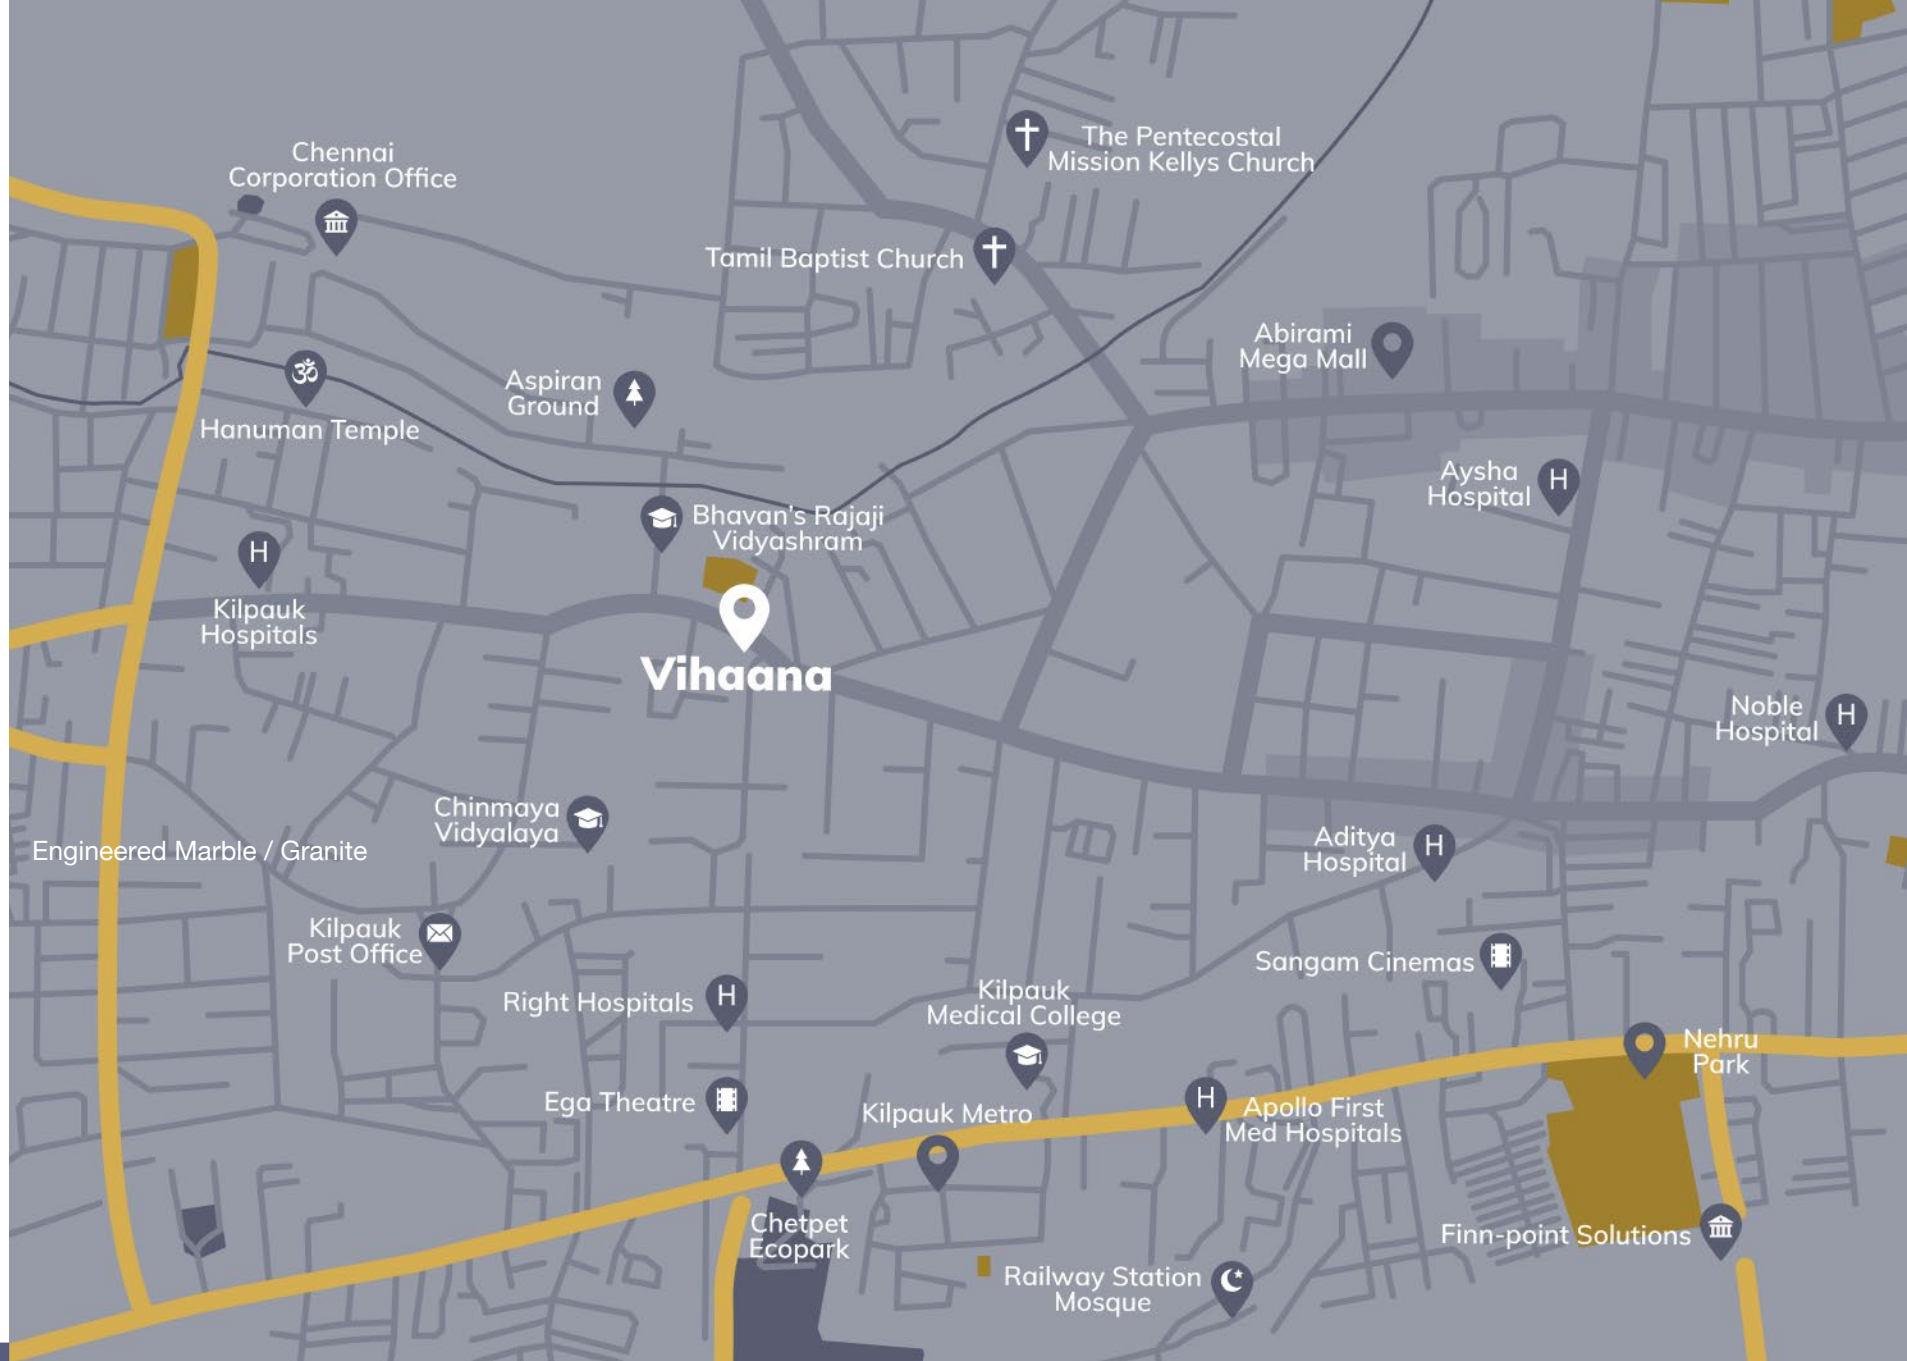 The Pentecostal
Mission Kellys Church
Chennai
Corporation Office
Tamil Baptist Church
Abirami
Mega Mall
Aspiran
Ground
Hanuman Temple
Aysha
Hospital
Bhavan's Rajaji
Vidyashram
Kilpauk
Hospitals
Vihaana
Noble
Hospital
Chinmaya
Vidyalaya
Engineered Marble / Granite
Aditya
Hospital
Kilpauk
Post Office
Sangam Cinemas
Right Hospitals
Kilpauk
Medical College
Nehru
Park
Ega Theatre
Kilpauk Metro
Apollo First
Med Hospitals
Chetpet
Ecopark
Finn-point Solutions
Railway Station
Mosque
H
H
H
H
H
H
ॐ